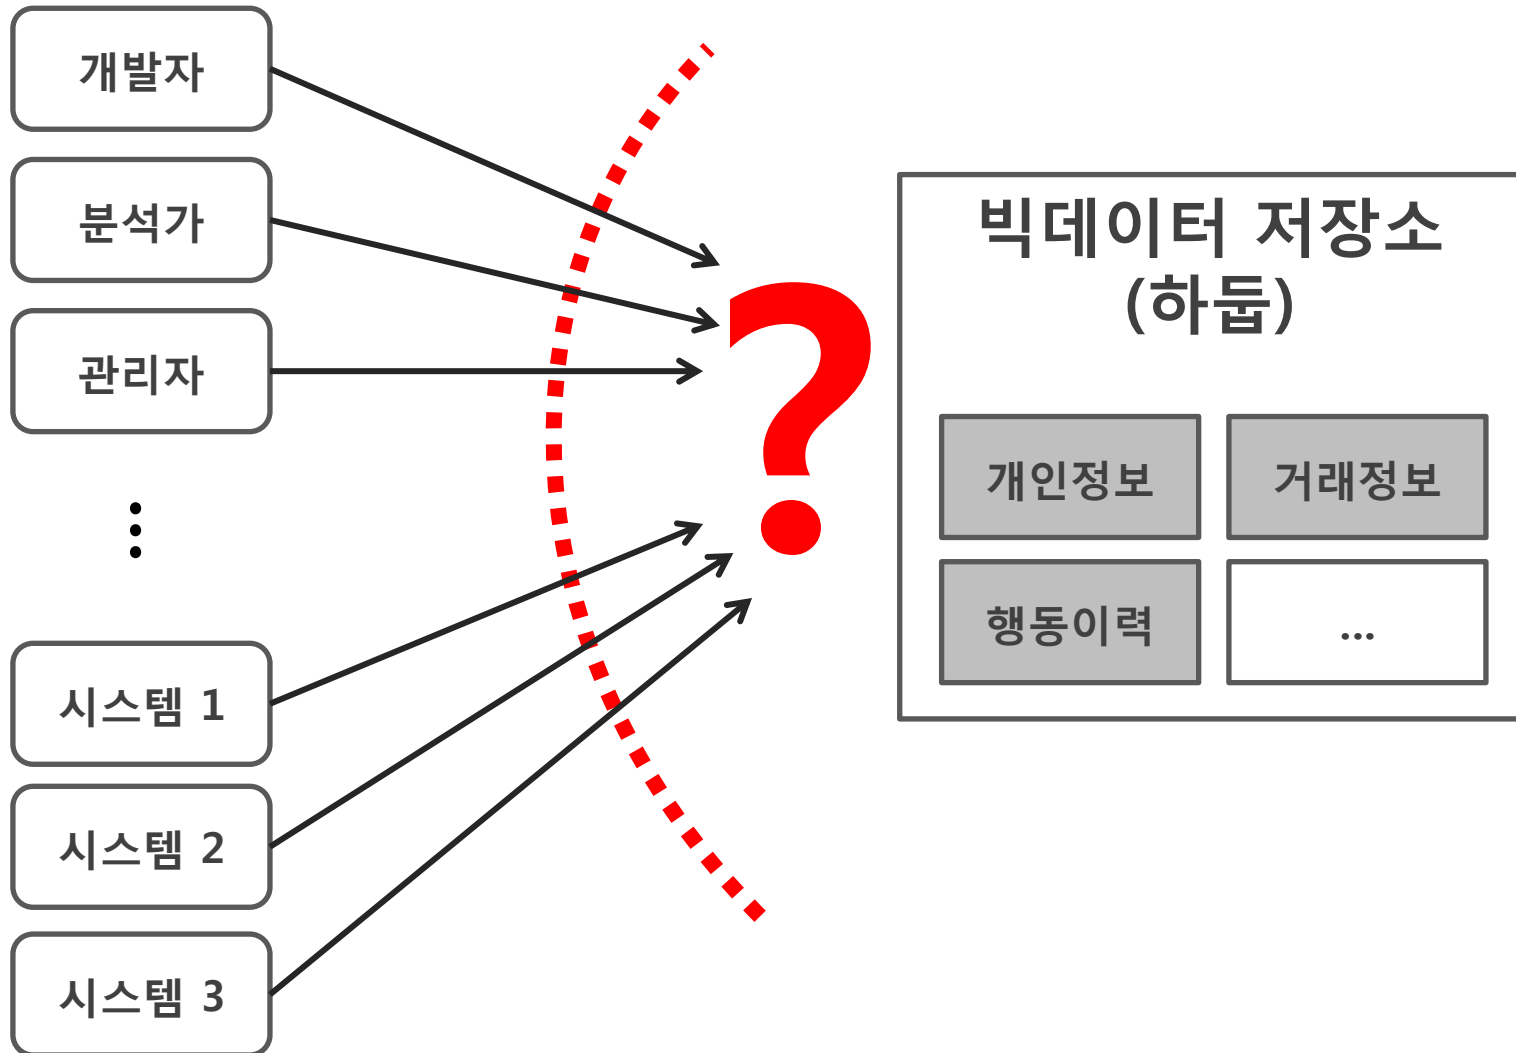 개발자
분석가
관리자
시스템 1
시스템 2
시스템 3
?
빅데이터 저장소
(하둡)
개인정보
거래정보
행동이력
...